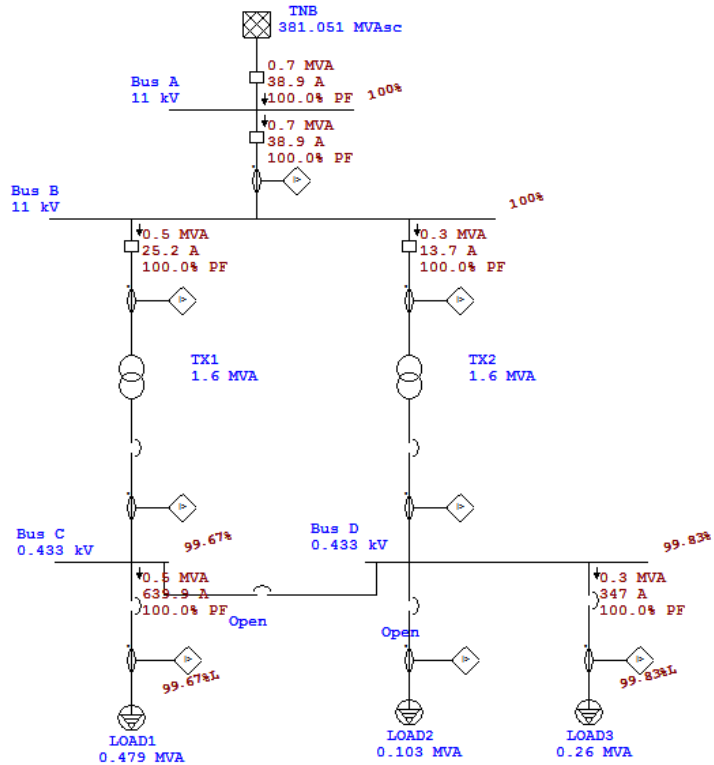 TNB
381.051 MVAsc
0.7 MVA
38.9 A
100.0% PF
Bus A
11 kV
100%
0.7 MVA
38.9 A
100.0% PF
Bus B
11 kV
100%
0.5 MVA
25.2 A
100.0% PF
0.3 MVA
13.7 A
100.0% PF
TX1
1.6 MVA
TX2
1.6 MVA
Bus C
0.433 kV
99.67%
Bus D
0.433 kV
99.83%
0.5 MVA
639.9 A
100.0% PF
0.3 MVA
347 A
100.0% PF
Open
Open
99.67%L
99.83%L
LOAD1
0.479 MVA
LOAD2
0.103 MVA
LOAD3
0.26 MVA